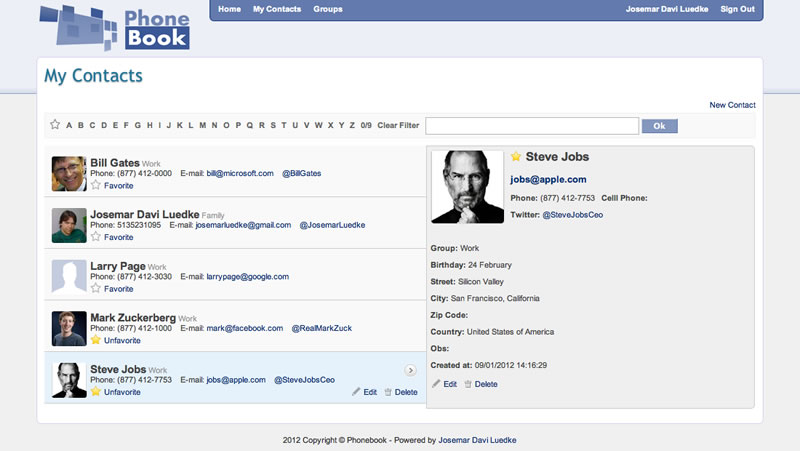 Phone
Book
Home My Contacts Groups
Josemar Davi Luedke Sign Out
My Contacts
New Contact
A B C D E F G H I J K L M N O P Q R S T U V W X Y Z 0/9 Clear Filter
Ok
Bill Gates Work
Phone: (877) 412-0000 E-mail: bill@microsoft.com @BillGates
Favorite
Josemar Davi Luedke Family
Phone: 5135231095 E-mail: josemarluedke@gmail.com @JosemarLuedke
Favorite
Larry Page Work
Phone: (877) 412-3030 E-mail: larrypage@google.com
Favorite
Mark Zuckerberg Work
Phone: (877) 412-1000 E-mail: mark@facebook.com @RealMarkZuck
Unfavorite
Steve Jobs Work
Phone: (877) 412-7753 E-mail: jobs@apple.com @SteveJobsCeo
Unfavorite
Edit Delete
Steve Jobs
jobs@apple.com
Phone: (877) 412-7753 Celll Phone:
Twitter: @SteveJobsCeo
Group: Work
Birthday: 24 February
Street: Silicon Valley
City: San Francisco, California
Zip Code:
Country: United States of America
Obs:
Created at: 09/01/2012 14:16:29
Edit Delete
2012 Copyright © Phonebook - Powered by Josemar Davi Luedke